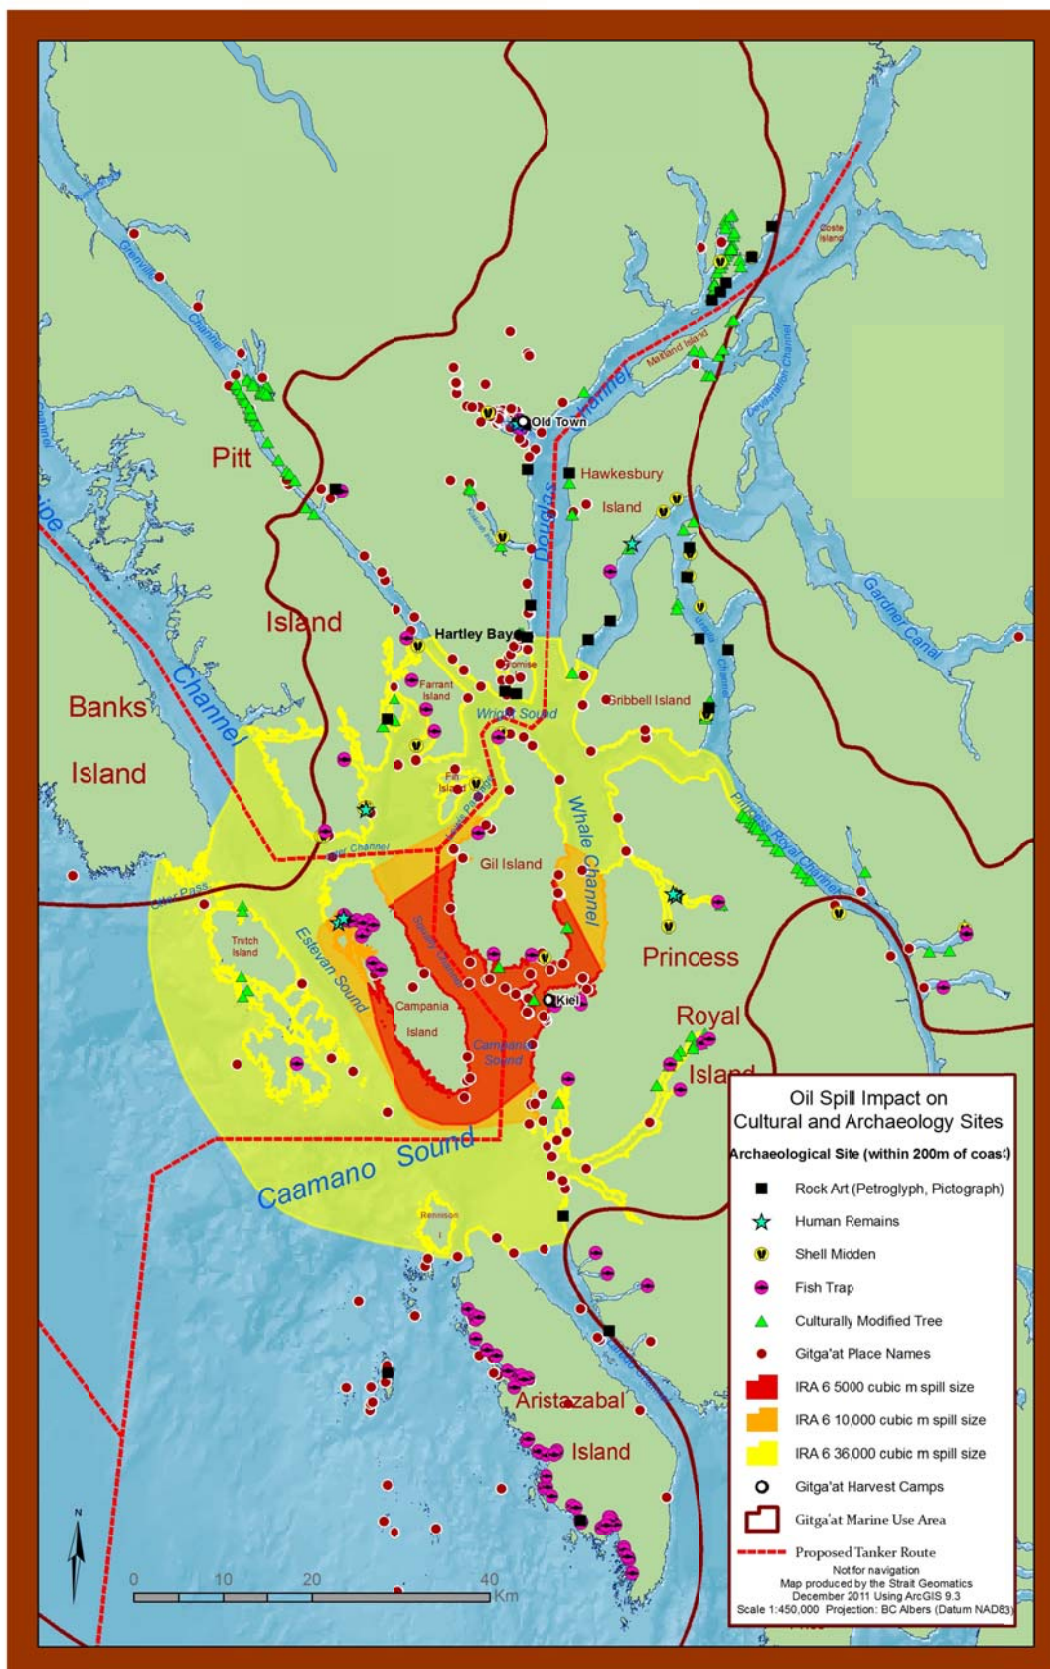 Coste
Island
Grenville
Channel
Maitland Island
Devastation Channel
Channel
Old Town
Pitt
Hawkesbury
Island
Douglas
Channel
Island
Gardner Canal
Hartley Bay
Promise
Farrant
Island
Gribbell Island
Channel
Banks
Island
Channel
Wright Sound
Fin
Island
Whale Channel
Princess Royal Channel
Gil Island
Otter Pass
Trutch
Island
Estevan Sound
Squally Channel
Princess
Campania
Island
Kiel
Royal
Island
Campania
Sound
Caamano Sound
Rennison
I
Aristazabal
Island
Oil Spill Impact on
Cultural and Archaeology Sites
Archaeological Site (within 200m of coast)
Rock Art (Petroglyph, Pictograph)
Human Remains
Shell Midden
Fish Trap
Culturally Modified Tree
Gitga'at Place Names
IRA 6 5000 cubic m spill size
IRA 6 10,000 cubic m spill size
IRA 6 36,000 cubic m spill size
Gitga'at Harvest Camps
Gitga'at Marine Use Area
Proposed Tanker Route
Not for navigation
Map produced by the Strait Geomatics
December 2011 Using ArcGIS 9.3
Scale 1:450,000 Projection: BC Albers (Datum NAD83)
N
0 10 20 40
Km